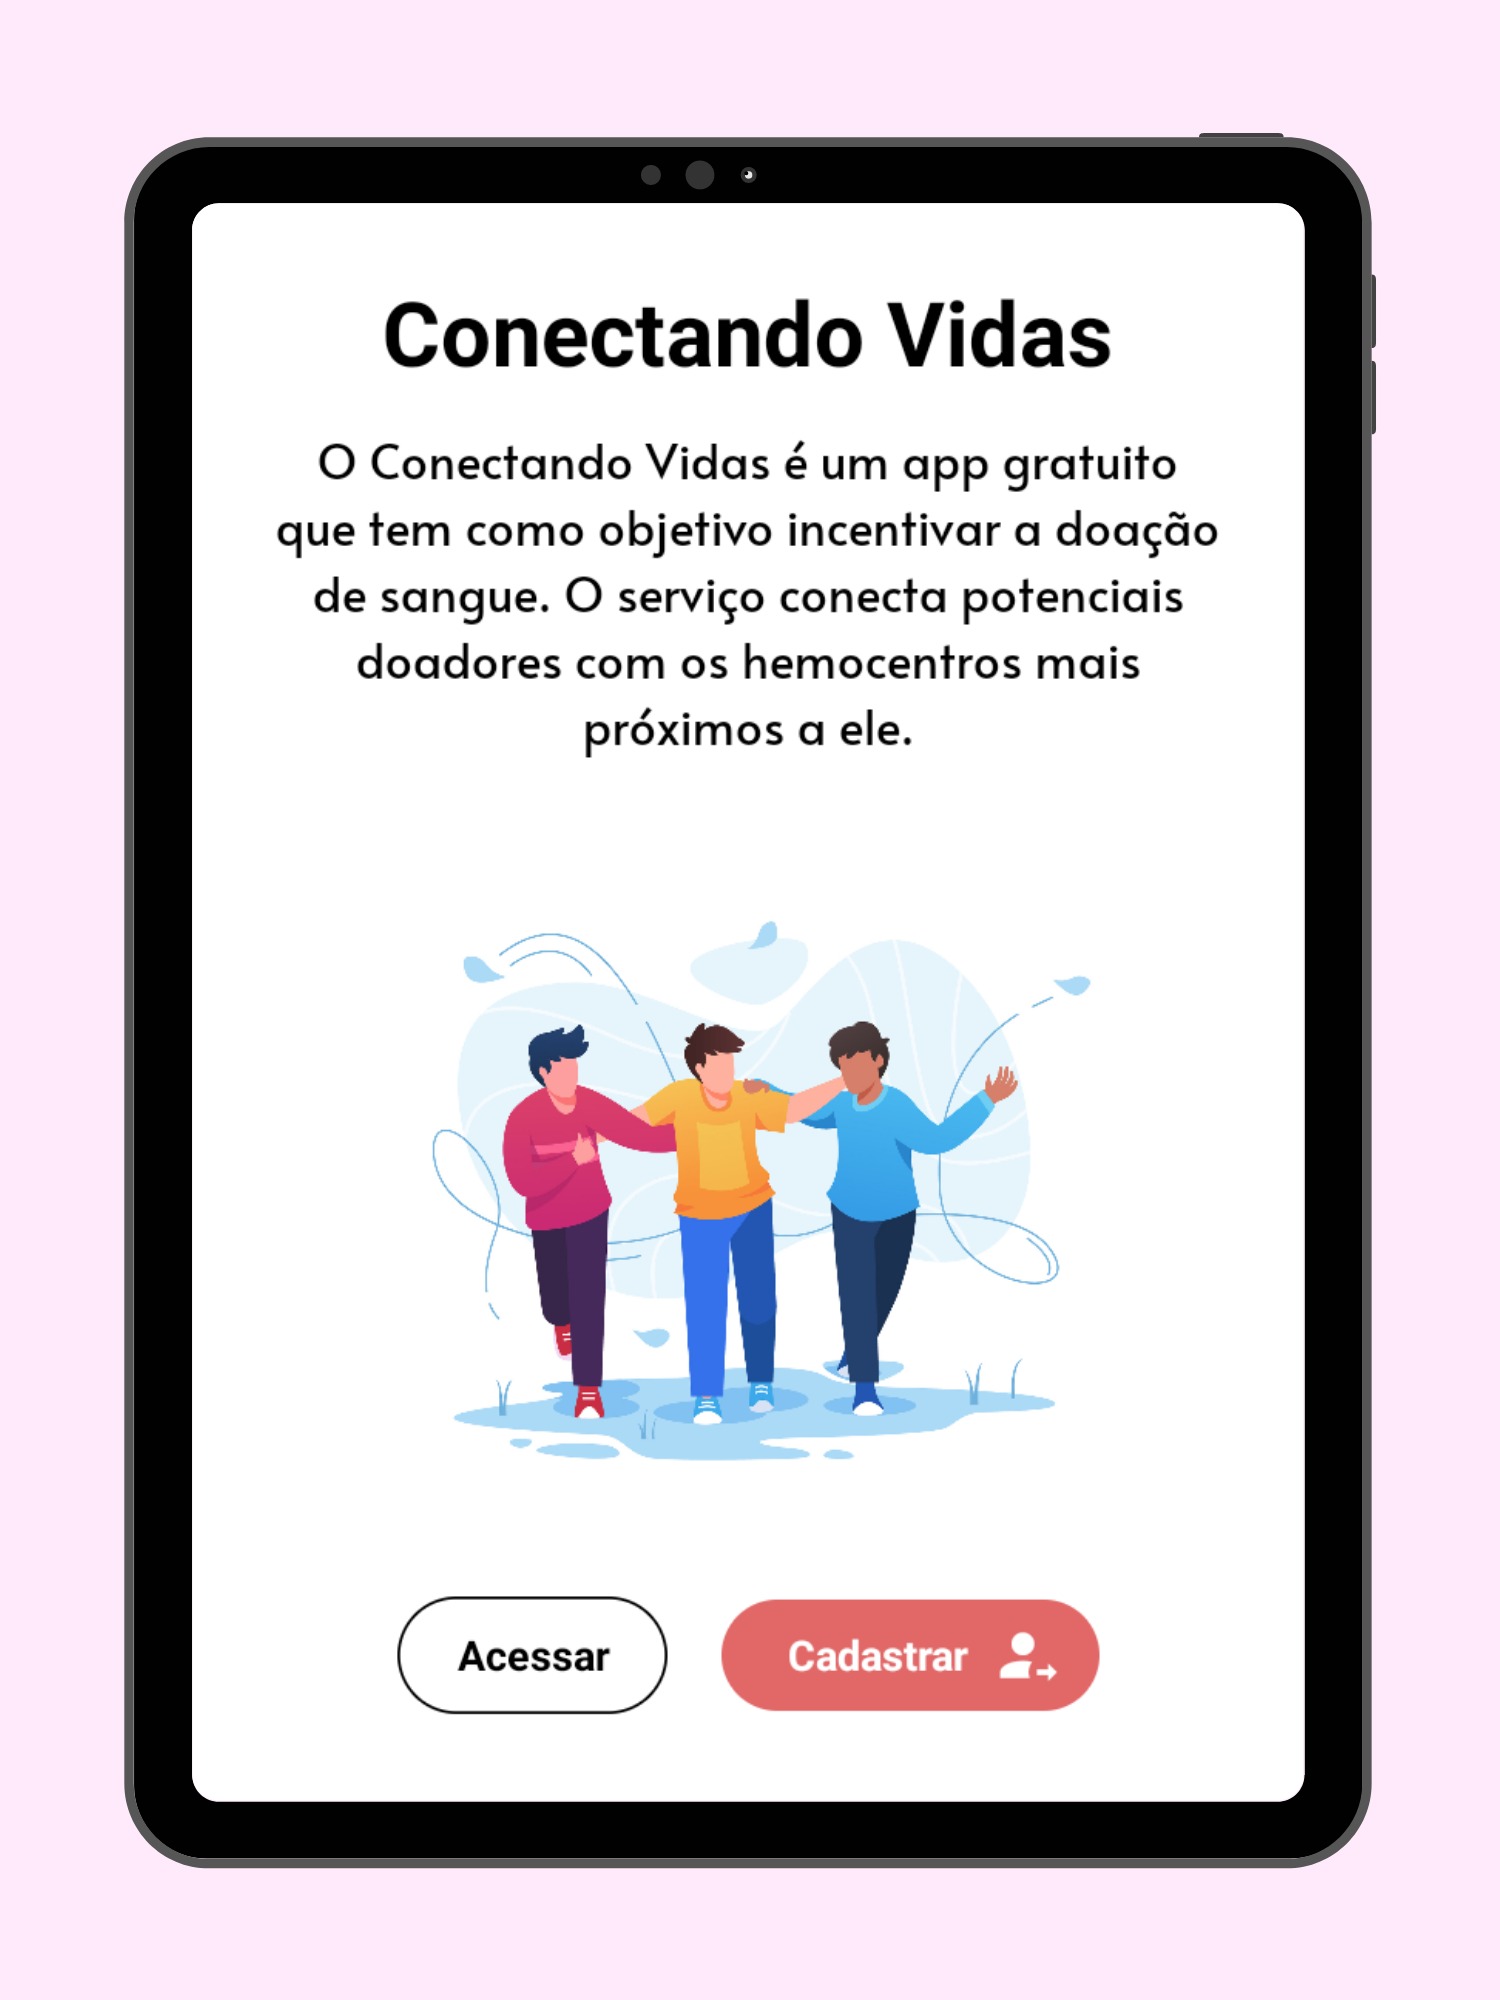 Conectando Vidas
O Conectando Vidas é um app gratuito
que tem como objetivo incentivar a doação
de sangue. O serviço conecta potenciais
doadores com os hemocentros mais
próximos a ele.
Acessar
Cadastrar